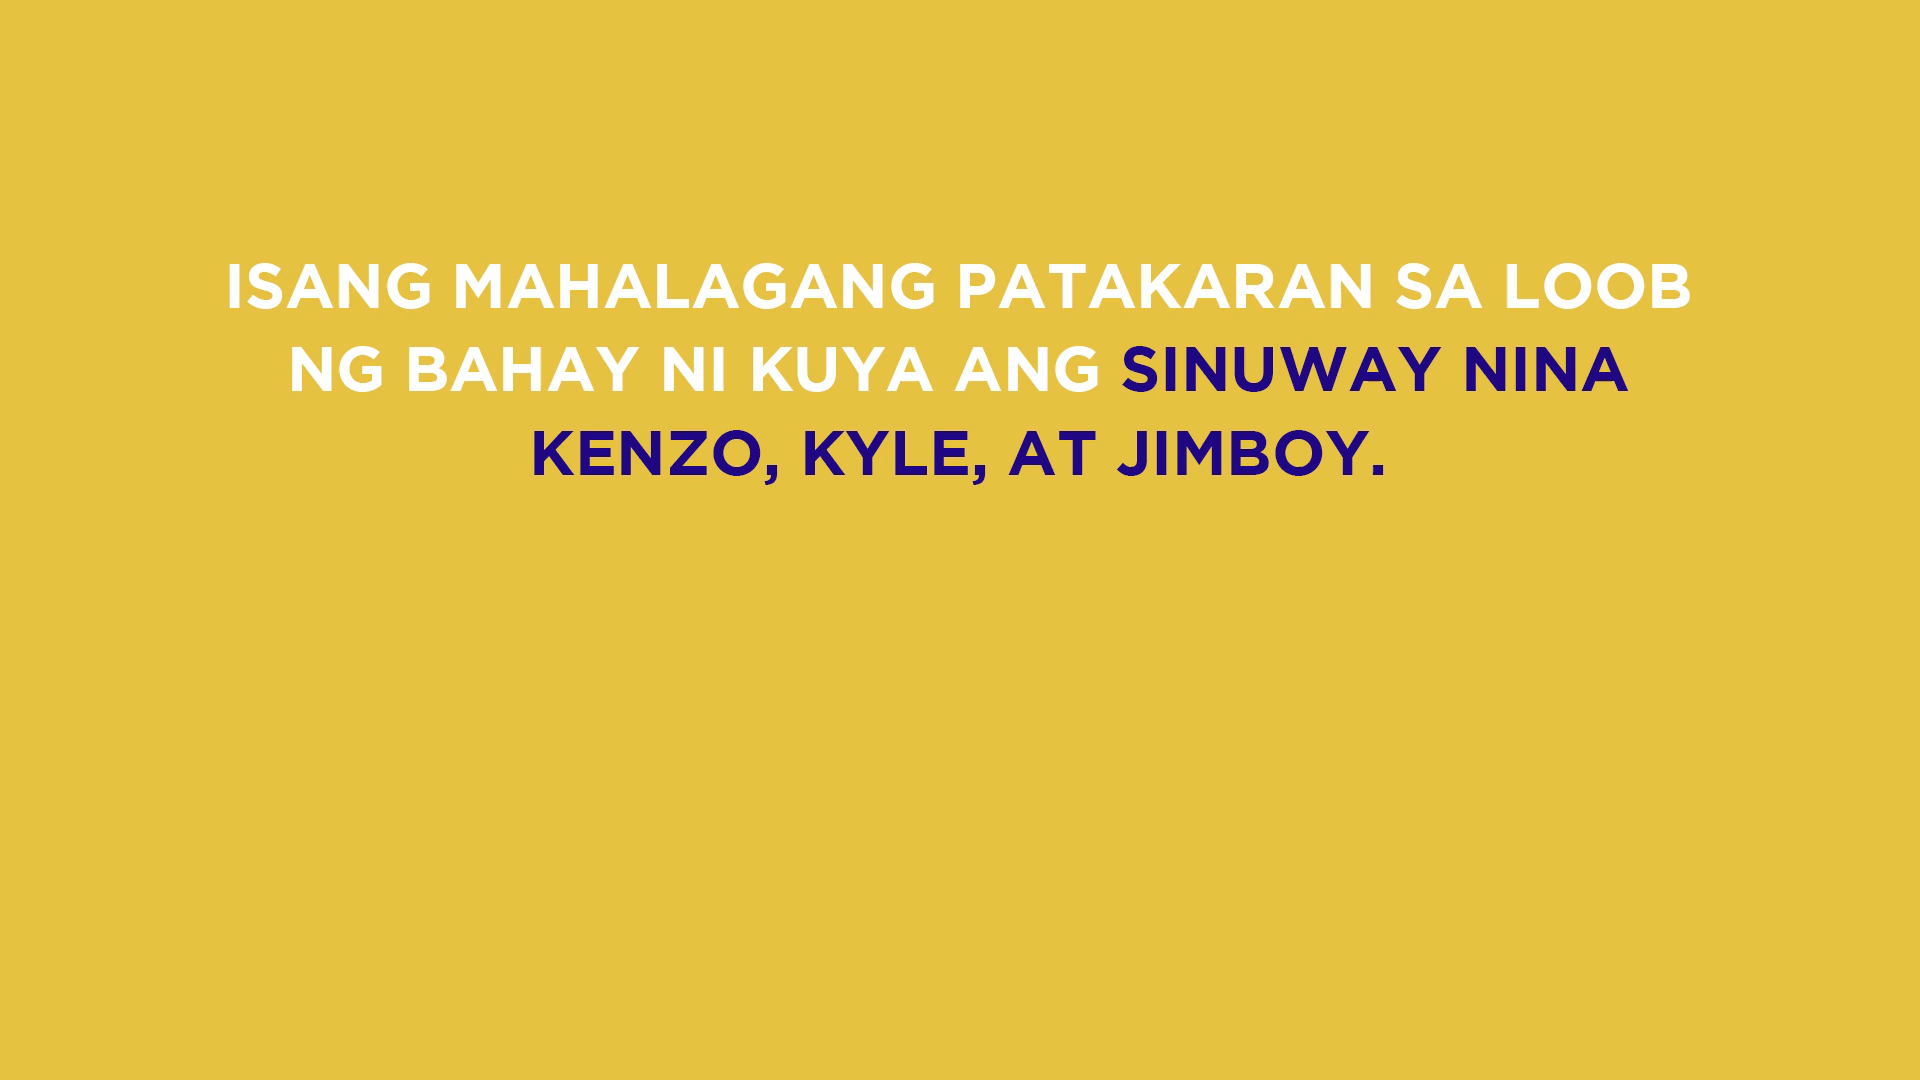 ISANG MAHALAGANG PATAKARAN SA LOOB
NG BAHAY NI KUYA ANG SINUWAY NINA
KENZO, KYLE, AT JIMBOY.